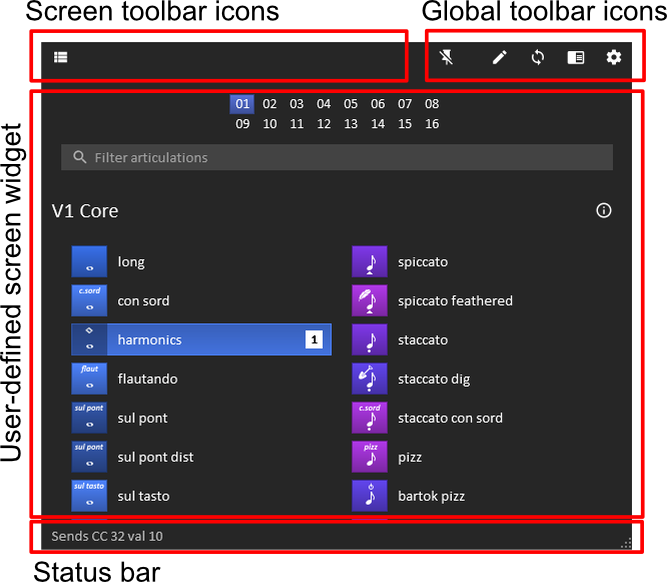 Screen toolbar icons
Global toolbar icons
User-defined screen widget
01 02 03 04 05 06 07 08
09 10 11 12 13 14 15 16
Filter articulations
V1 Core
long
spiccato
c.sord con sord
spiccato feathered
harmonics 1
staccato
flaut flautando
staccato dig
sul pont sul pont
c.sord staccato con sord
sul pont sul pont dist
pizz pizz
sul tasto sul tasto
bartok pizz
Sends CC 32 val 10
Status bar